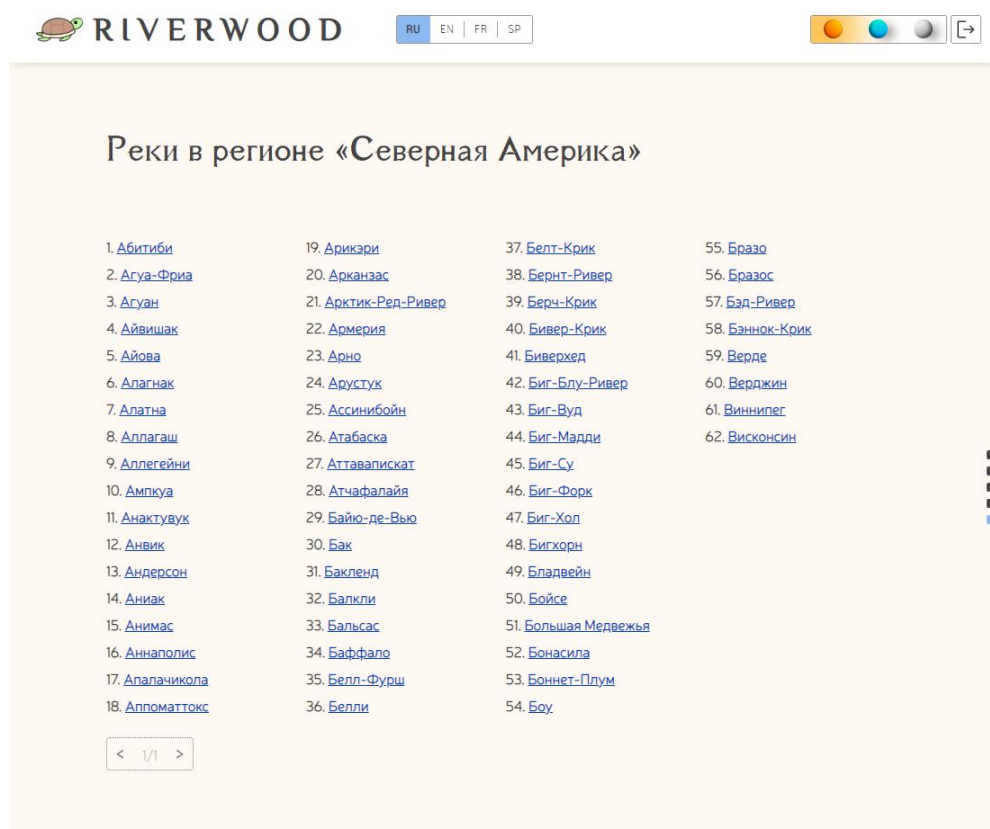 RIVERWOOD
RU EN FR SP
Реки в регионе «Северная Америка»
1. Абитиби
2. Агуа-Фриа
3. Агуан
4. Айвишак
5. Айова
6. Алагнак
7. Алатна
8. Аллагаш
9. Аллегейни
10. Ампкуа
11. Анактувук
12. Анвик
13. Андерсон
14. Аниак
15. Анимас
16. Аннаполис
17. Апалачикола
18. Аппоматтокс
19. Арикэри
20. Арканзас
21. Арктик-Ред-Ривер
22. Армерия
23. Арно
24. Арустук
25. Ассинибойн
26. Атабаска
27. Аттавапискат
28. Атчафалайя
29. Байю-де-Вью
30. Бак
31. Бакленд
32. Балкли
33. Бальсас
34. Баффало
35. Белл-Фурш
36. Белли
37. Белт-Крик
38. Бернт-Ривер
39. Берч-Крик
40. Бивер-Крик
41. Биверхед
42. Биг-Блу-Ривер
43. Биг-Вуд
44. Биг-Мадди
45. Биг-Су
46. Биг-Форк
47. Биг-Хол
48. Бигхорн
49. Бладвейн
50. Бойсе
51. Большая Медвежья
52. Бонасила
53. Боннет-Плум
54. Боу
55. Бразо
56. Бразос
57. Бэд-Ривер
58. Бэннок-Крик
59. Верде
60. Верджин
61. Виннипег
62. Висконсин
< 1/1 >